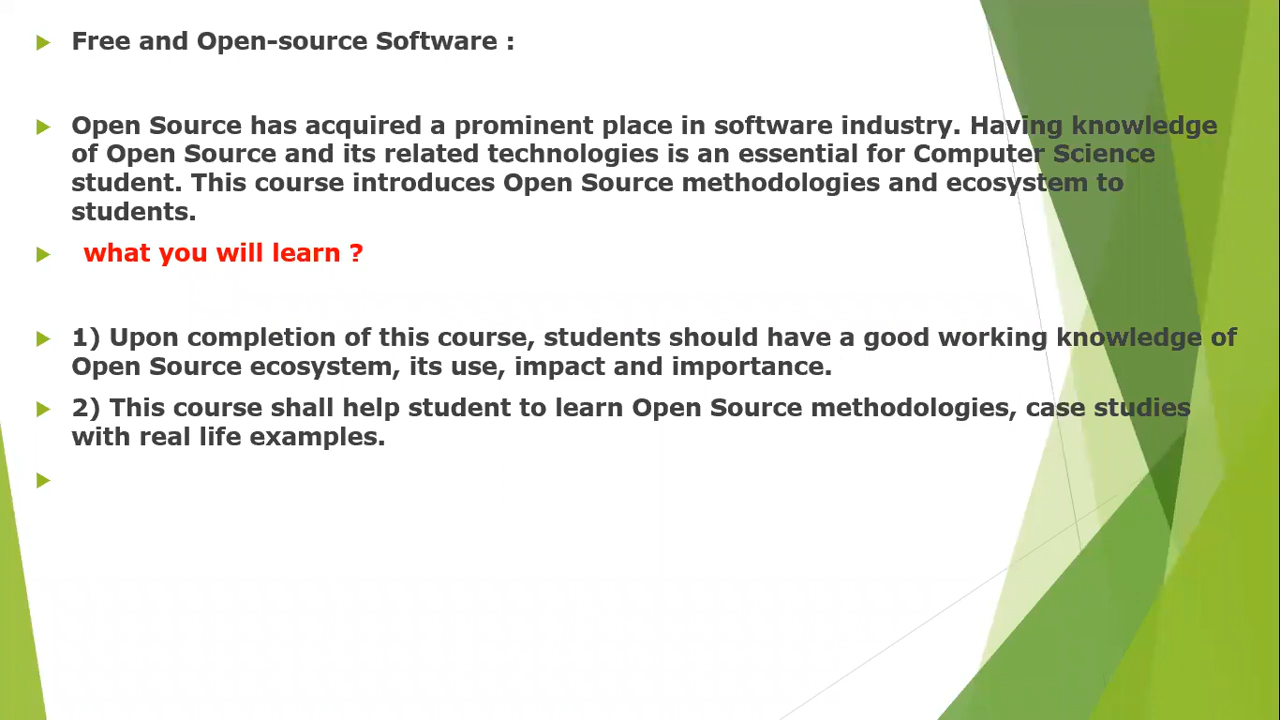 Free and Open-source Software :
Open Source has acquired a prominent place in software industry. Having knowledge
of Open Source and its related technologies is an essential for Computer Science
student. This course introduces Open Source methodologies and ecosystem to
students.
what you will learn ?
1) Upon completion of this course, students should have a good working knowledge of
Open Source ecosystem, its use, impact and importance.
2) This course shall help student to learn Open Source methodologies, case studies
with real life examples.